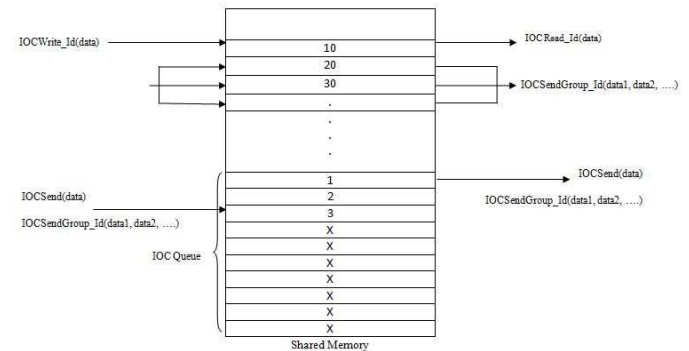 IOCWrite_Id(data)
10
IOCRead_Id(data)
20
30
IOCSendGroup_Id(data1, data2, ....)
.
.
.
.
1
IOCSend(data)
2
IOCSend(data)
IOCSendGroup_Id(data1, data2, ....)
3
IOCSendGroup_Id(data1, data2, ....)
X
X
IOC Queue
X
X
X
X
X
Shared Memory